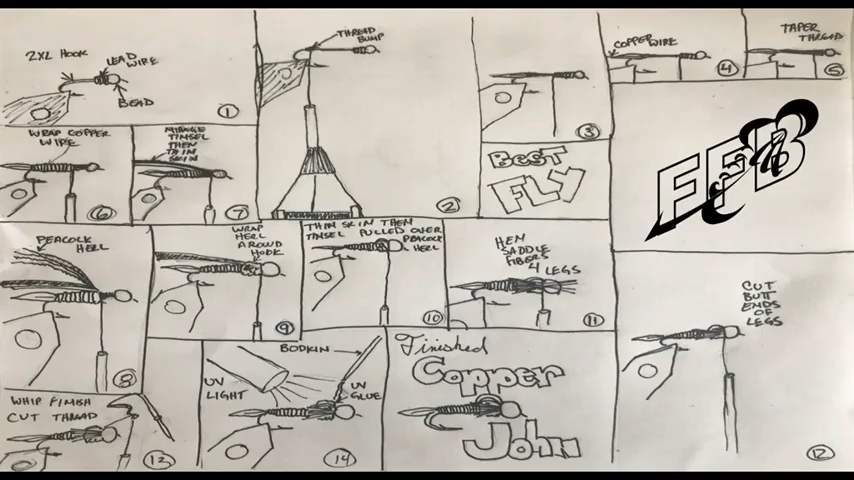 2XL HOOK
LEAD
WIRE
BEAD
1
THREAD
BUMP
2
3
COPPER WIRE
4
TAPER
THREAD
5
WRAP COPPER
WIRE
6
TINSEL
THEN
THIN
SKIN
7
BEST
FLY
PEACOCK
HERL
8
WRAP
HERL
AROUND
HOOK
9
THIN SKIN THEN
TINSEL PULLED OVER
PEACOCK
HERL
10
HEN
SADDLE
FIBERS
4 LEGS
11
CUT
BUTT
ENDS
OF
LEGS
12
WHIP FINISH
CUT THREAD
13
BODKIN
UV
LIGHT
UV
GLUE
14
Finished
Copper
John